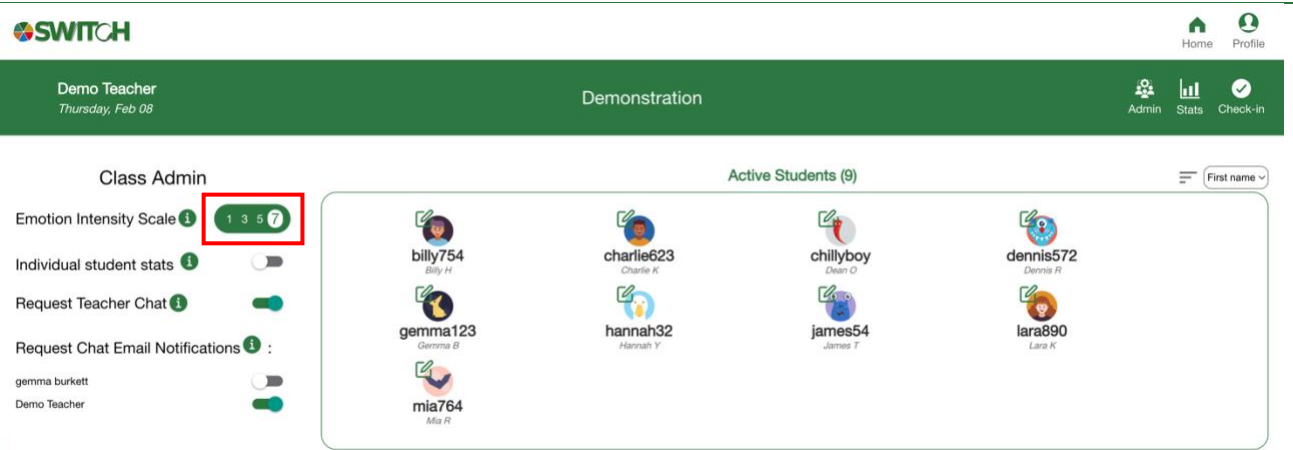 SWITCH
Home Profile
Demo Teacher
Thursday, Feb 08
Demonstration
Admin Stats Check-in
Class Admin
Emotion Intensity Scale i 1 3 5 7
Individual student stats i
Request Teacher Chat i
Request Chat Email Notifications i :
gemma burkett
Demo Teacher
Active Students (9)
First name
billy754 charlie623 chillyboy dennis572
Billy H Charlie K Dean O Dennis R
gemma123 hannah32 james54 lara890
Gemma B Hannah Y James T Lara K
mia764
Mia R